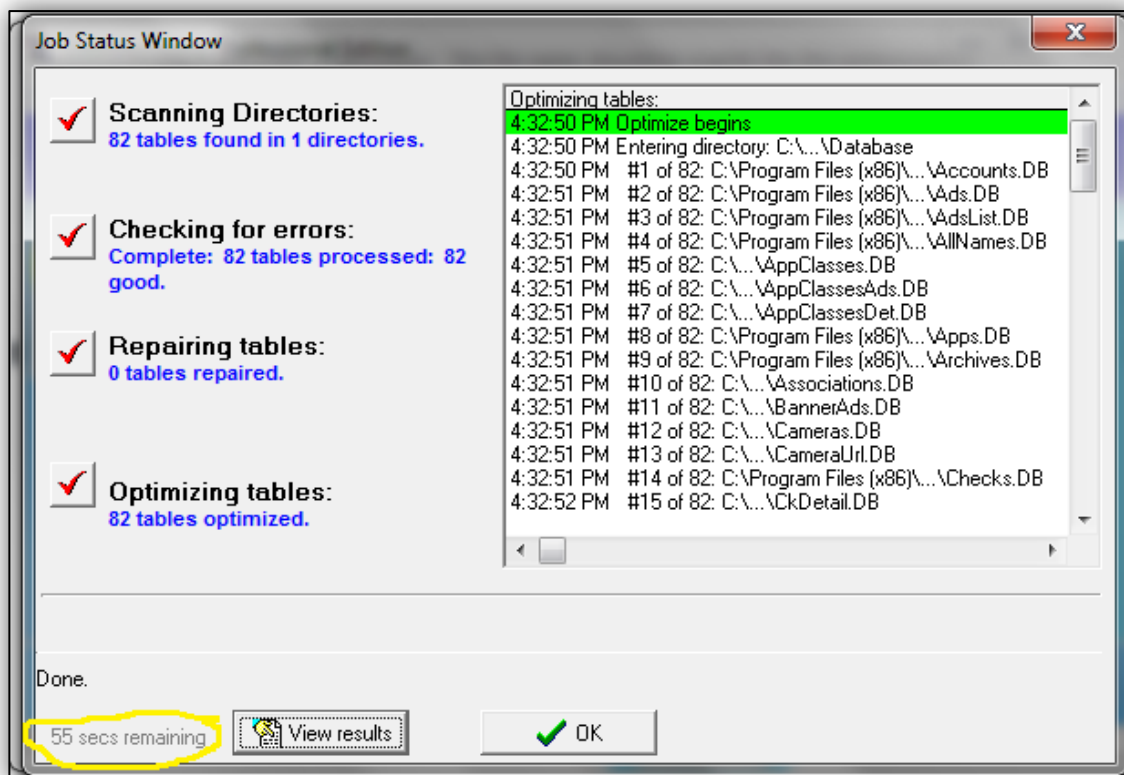 Job Status Window
X
Scanning Directories:
82 tables found in 1 directories.
Checking for errors:
Complete: 82 tables processed: 82
good.
Repairing tables:
0 tables repaired.
Optimizing tables:
82 tables optimized.
Optimizing tables:
4:32:50 PM Optimize begins
4:32:50 PM Entering directory: C:\...\Database
4:32:50 PM #1 of 82: C:\Program Files (x86)\...\Accounts.DB
4:32:51 PM #2 of 82: C:\Program Files (x86)\...\Ads.DB
4:32:51 PM #3 of 82: C:\Program Files (x86)\...\AdsList.DB
4:32:51 PM #4 of 82: C:\Program Files (x86)\...\AllNames.DB
4:32:51 PM #5 of 82: C:\...\AppClasses.DB
4:32:51 PM #6 of 82: C:\...\AppClassesAds.DB
4:32:51 PM #7 of 82: C:\...\AppClassesDet.DB
4:32:51 PM #8 of 82: C:\Program Files (x86)\...\Apps.DB
4:32:51 PM #9 of 82: C:\Program Files (x86)\...\Archives.DB
4:32:51 PM #10 of 82: C:\...\Associations.DB
4:32:51 PM #11 of 82: C:\...\BannerAds.DB
4:32:51 PM #12 of 82: C:\...\Cameras.DB
4:32:51 PM #13 of 82: C:\...\CameraUrl.DB
4:32:51 PM #14 of 82: C:\Program Files (x86)\...\Checks.DB
4:32:52 PM #15 of 82: C:\...\CkDetail.DB
Done.
55 secs remaining
View results
OK